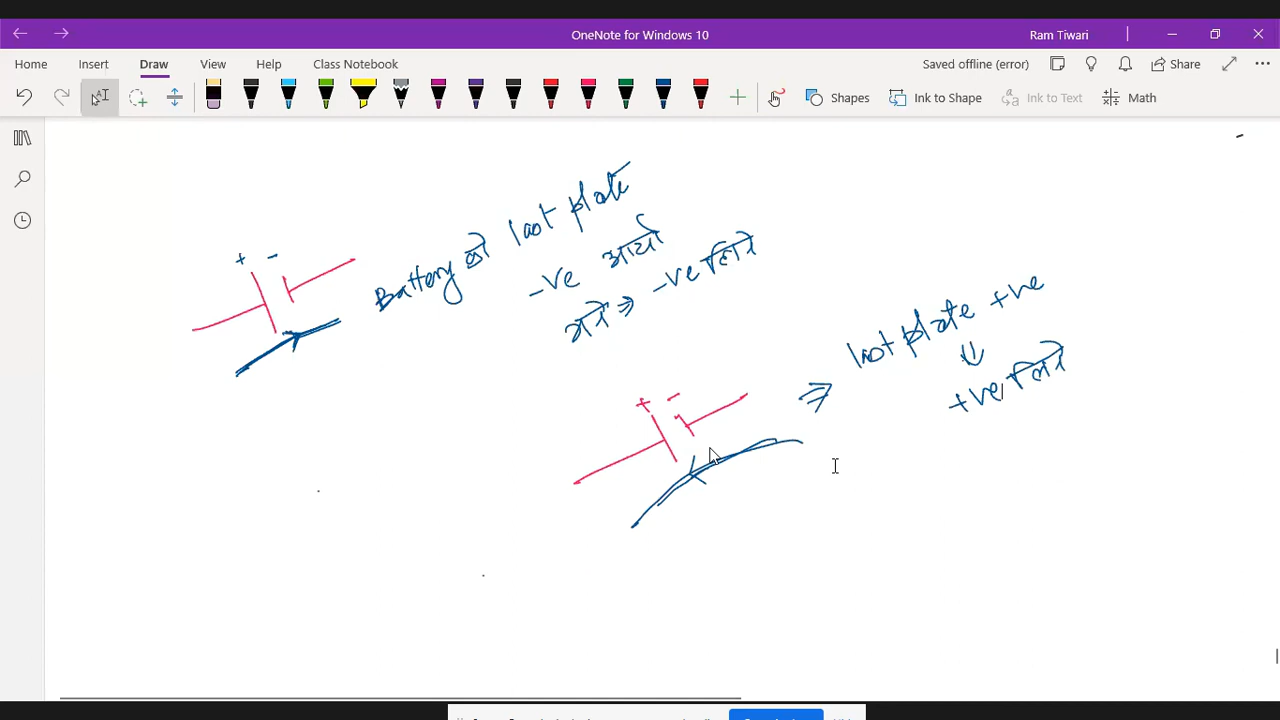 OneNote for Windows 10
Ram Tiwari
Home Insert Draw View Help Class Notebook
Saved offline (error)
Share
Shapes Ink to Shape Ink to Text Math
+ -
Battery की last plate
-ve आयी
-ve
+ -
⇒ last plate +ve
⇓
+ve